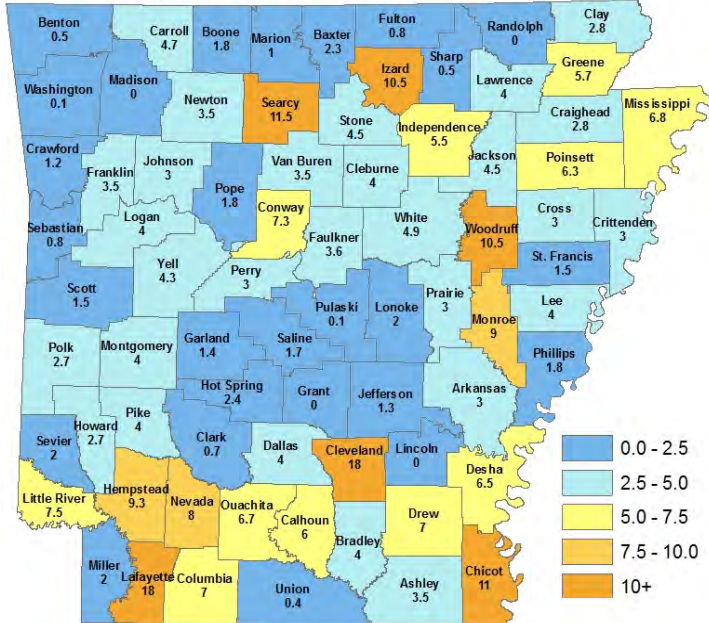 Benton
0.5
Carroll
4.7
Boone
1.8
Marion
1
Baxter
2.3
Fulton
0.8
Randolph
0
Clay
2.8
Washington
0.1
Madison
0
Newton
3.5
Searcy
11.5
Izard
10.5
Sharp
0.5
Lawrence
4
Greene
5.7
Stone
4.5
Independence
5.5
Craighead
2.8
Mississippi
6.8
Crawford
1.2
Franklin
3.5
Johnson
3
Pope
1.8
Van Buren
3.5
Cleburne
4
Jackson
4.5
Poinsett
6.3
Sebastian
0.8
Logan
4
Conway
7.3
Faulkner
3.6
White
4.9
Woodruff
10.5
Cross
3
Crittenden
3
Scott
1.5
Yell
4.3
Perry
3
Pulaski
0.1
Lonoke
2
Prairie
3
St. Francis
1.5
Monroe
9
Lee
4
Polk
2.7
Montgomery
4
Garland
1.4
Saline
1.7
Phillips
1.8
Hot Spring
2.4
Grant
0
Jefferson
1.3
Arkansas
3
Sevier
2
Howard
2.7
Pike
4
Clark
0.7
Dallas
4
Cleveland
18
Lincoln
0
Desha
6.5
Little River
7.5
Hempstead
9.3
Nevada
8
Ouachita
6.7
Calhoun
6
Bradley
4
Drew
7
Miller
2
Lafayette
18
Columbia
7
Union
0.4
Ashley
3.5
Chicot
11
0.0 - 2.5
2.5 - 5.0
5.0 - 7.5
7.5 - 10.0
10+